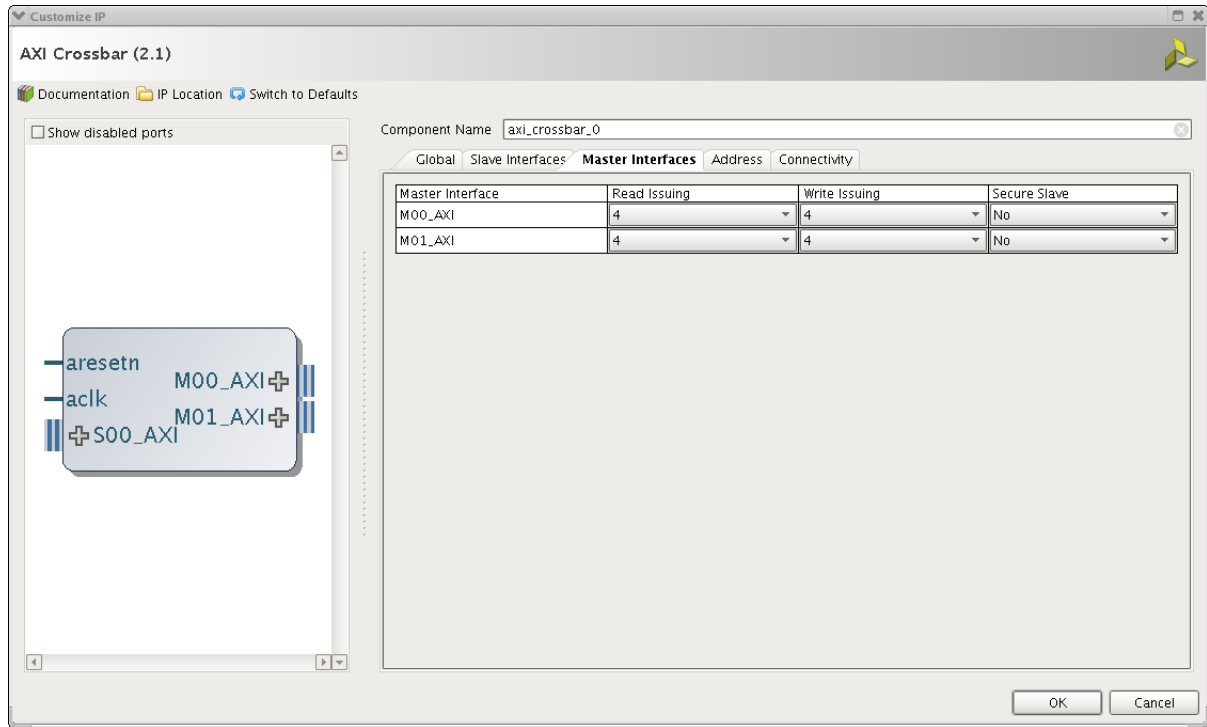 Customize IP
AXI Crossbar (2.1)
Documentation IP Location Switch to Defaults
Show disabled ports
aresetn
aclk
S00_AXI
M00_AXI
M01_AXI
Component Name axi_crossbar_0
Global Slave Interfaces Master Interfaces Address Connectivity
Master Interface Read Issuing Write Issuing Secure Slave
M00_AXI 4 4 No
M01_AXI 4 4 No
OK Cancel